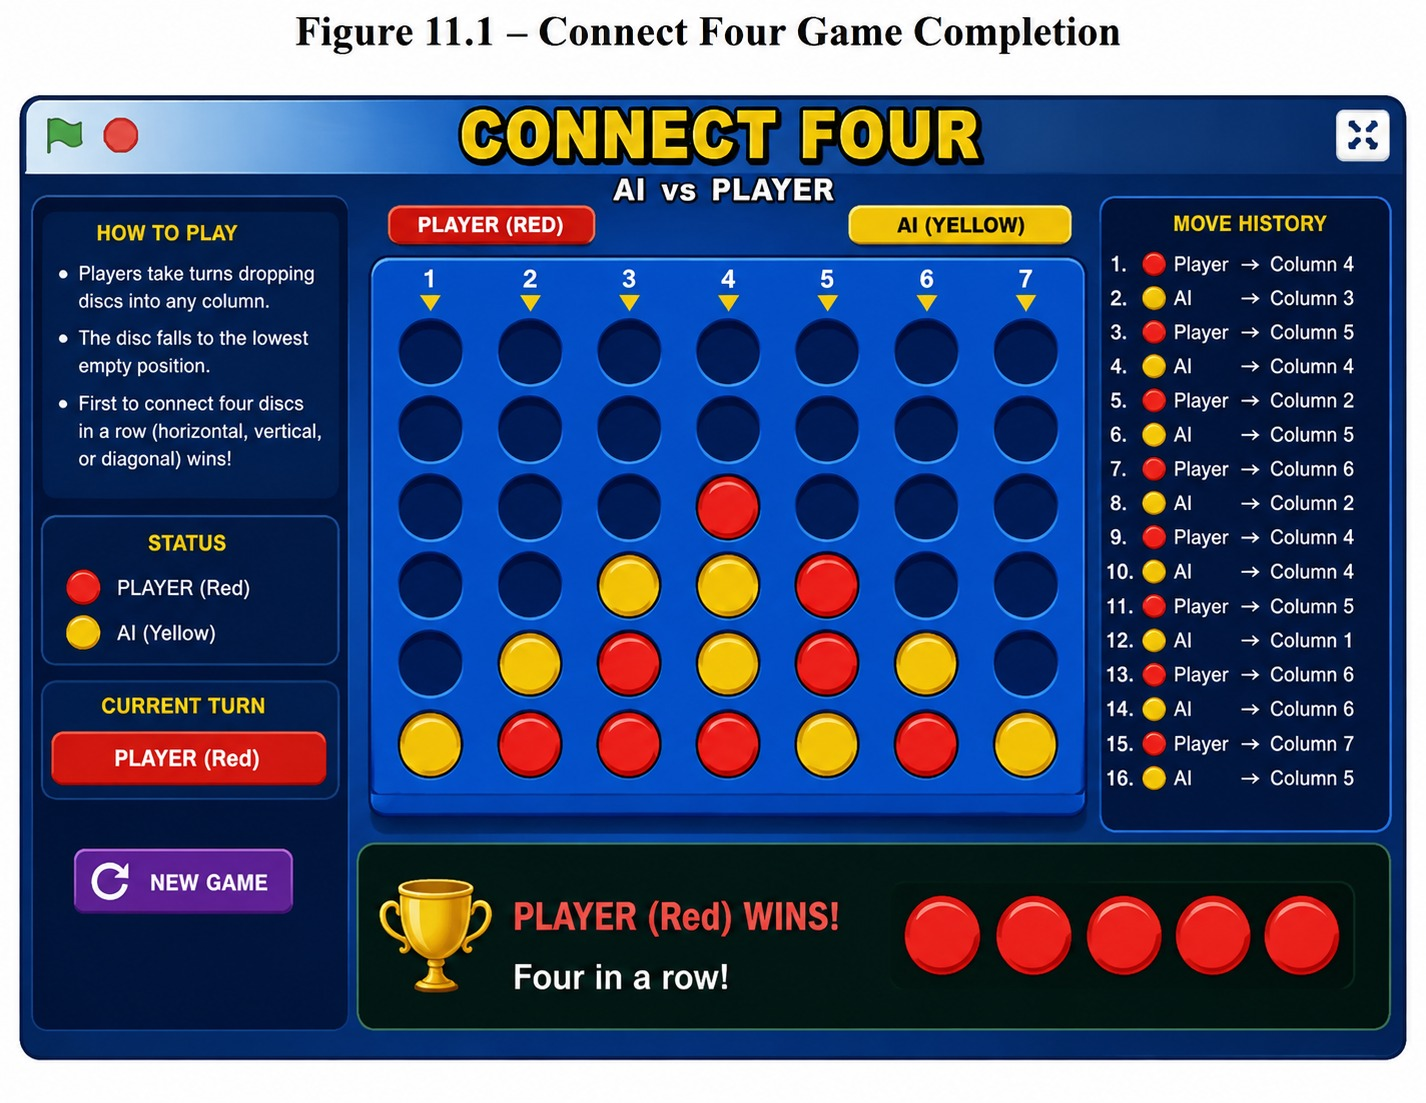 Figure 11.1 – Connect Four Game Completion
CONNECT FOUR
AI vs PLAYER
HOW TO PLAY
• Players take turns dropping
discs into any column.
• The disc falls to the lowest
empty position.
• First to connect four discs
in a row (horizontal, vertical,
or diagonal) wins!
STATUS
PLAYER (Red)
AI (Yellow)
CURRENT TURN
PLAYER (Red)
NEW GAME
PLAYER (RED)
AI (YELLOW)
1 2 3 4 5 6 7
MOVE HISTORY
1. Player → Column 4
2. AI → Column 3
3. Player → Column 5
4. AI → Column 4
5. Player → Column 2
6. AI → Column 5
7. Player → Column 6
8. AI → Column 2
9. Player → Column 4
10. AI → Column 4
11. Player → Column 5
12. AI → Column 1
13. Player → Column 6
14. AI → Column 6
15. Player → Column 7
16. AI → Column 5
PLAYER (Red) WINS!
Four in a row!